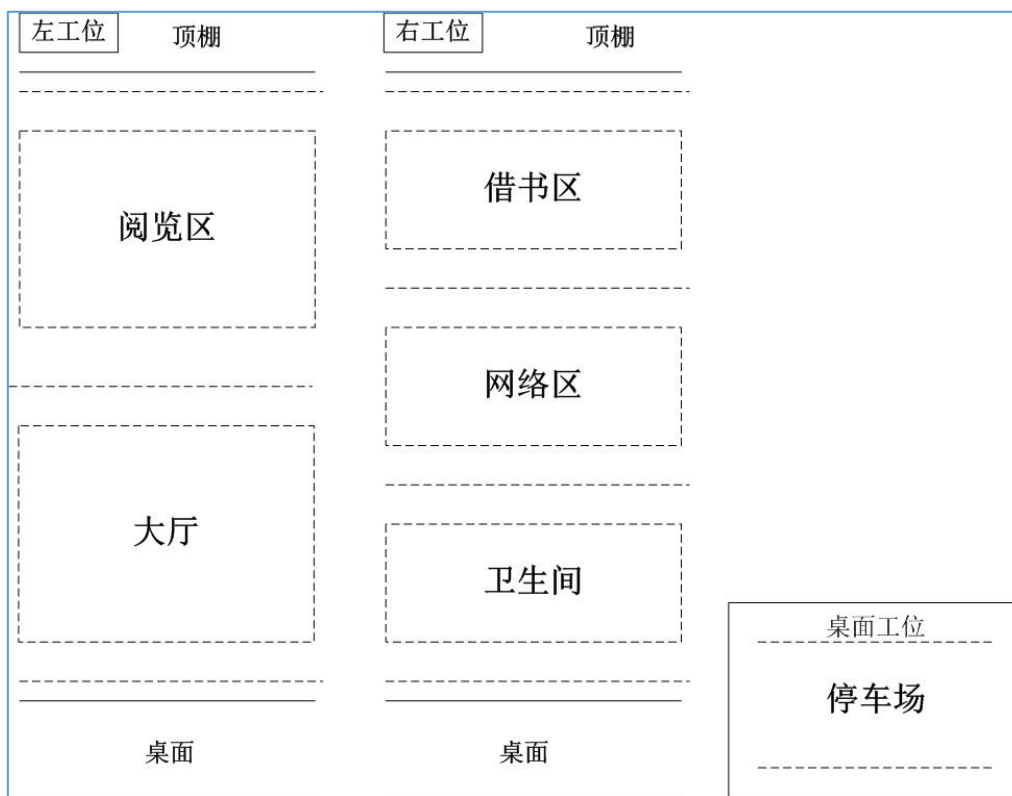 左工位 顶棚
右工位 顶棚
阅览区
借书区
网络区
大厅
卫生间
桌面工位
停车场
桌面
桌面